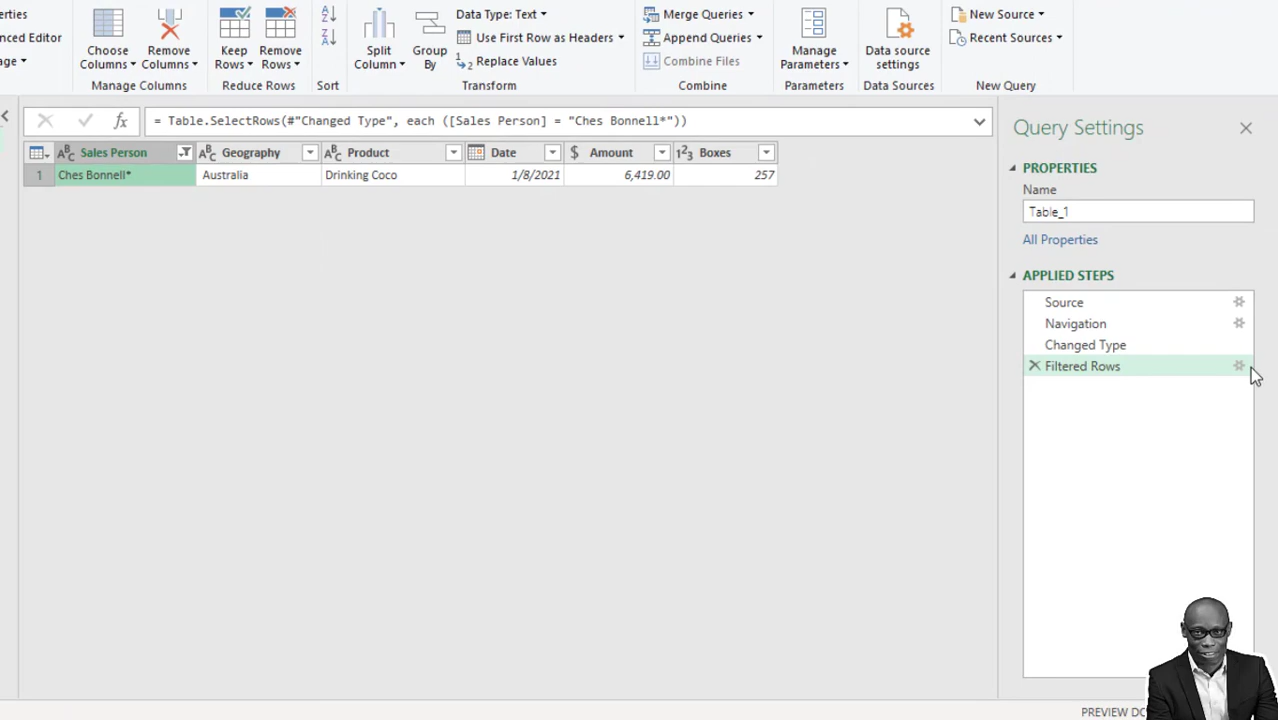 perties
anced Editor
age
Choose Columns
Remove Columns
Manage Columns
Keep Rows
Remove Rows
Reduce Rows
Sort
Split Column
Group By
Data Type: Text
Use First Row as Headers
Replace Values
Transform
Merge Queries
Append Queries
Combine Files
Combine
Manage Parameters
Parameters
Data source settings
Data Sources
New Source
Recent Sources
New Query
fx = Table.SelectRows(#"Changed Type", each ([Sales Person] = "Ches Bonnell*"))
Sales Person Geography Product Date $ Amount 123 Boxes
1 Ches Bonnell* Australia Drinking Coco 1/8/2021 6,419.00 257
Query Settings
PROPERTIES
Name
Table_1
All Properties
APPLIED STEPS
Source
Navigation
Changed Type
Filtered Rows
PREVIEW DO